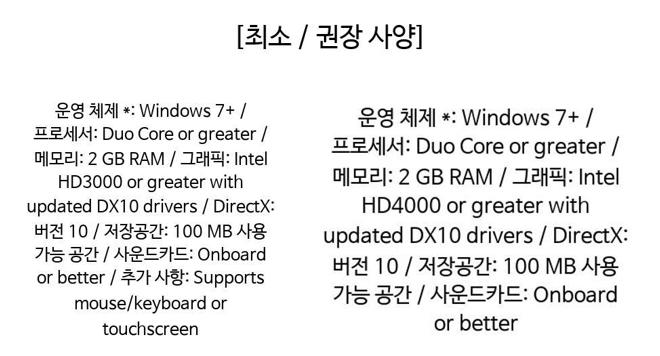 [최소 / 권장 사양]
운영 체제 *: Windows 7+ /
프로세서: Duo Core or greater /
메모리: 2 GB RAM / 그래픽: Intel
HD3000 or greater with
updated DX10 drivers / DirectX:
버전 10 / 저장공간: 100 MB 사용
가능 공간 / 사운드카드: Onboard
or better / 추가 사항: Supports
mouse/keyboard or
touchscreen
운영 체제 *: Windows 7+ /
프로세서: Duo Core or greater /
메모리: 2 GB RAM / 그래픽: Intel
HD4000 or greater with
updated DX10 drivers / DirectX:
버전 10 / 저장공간: 100 MB 사용
가능 공간 / 사운드카드: Onboard
or better